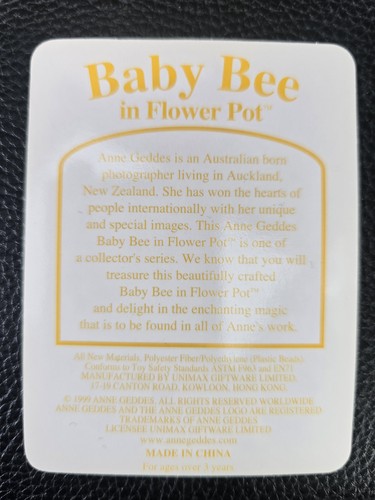 Baby Bee
in Flower Pot™
Anne Geddes is an Australian born
photographer living in Auckland,
New Zealand. She has won the hearts of
people internationally with her unique
and special images. This Anne Geddes
Baby Bee in Flower Pot™ is one of
a collector's series. We know that you will
treasure this beautifully crafted
Baby Bee in Flower Pot™
and delight in the enchanting magic
that is to be found in all of Anne's work.
All New Materials. Polyester Fiber/Polyethylene (Plastic Beads)
Conforms to Toy Safety Standards ASTM F963 and EN71.
MANUFACTURED BY UNIMAX GIFTWARE LIMITED,
17-19 CANTON ROAD, KOWLOON, HONG KONG.
© 1999 ANNE GEDDES. ALL RIGHTS RESERVED WORLDWIDE
ANNE GEDDES AND THE ANNE GEDDES LOGO ARE REGISTERED
TRADEMARKS OF ANNE GEDDES
LICENSEE UNIMAX GIFTWARE LIMITED
www.annegeddes.com
MADE IN CHINA
For ages over 3 years